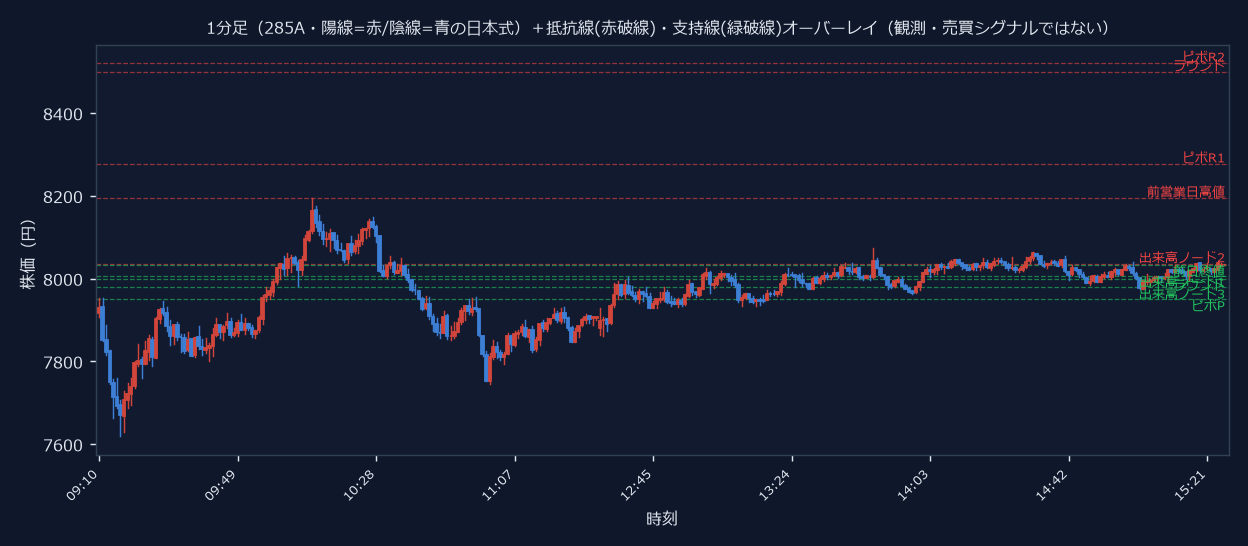 1分足（285A・陽線=赤/陰線=青の日本式）＋抵抗線(赤破線)・支持線(緑破線)オーバーレイ（観測・売買シグナルではない）
ピボR2
ラウンド
8400
ピボR1
8200
前営業日高値
出来高ノード2
8000
出来高ノード3
ピボP
7800
7600
株価（円）
09:10
09:49
10:28
11:07
12:45
13:24
14:03
14:42
15:21
時刻